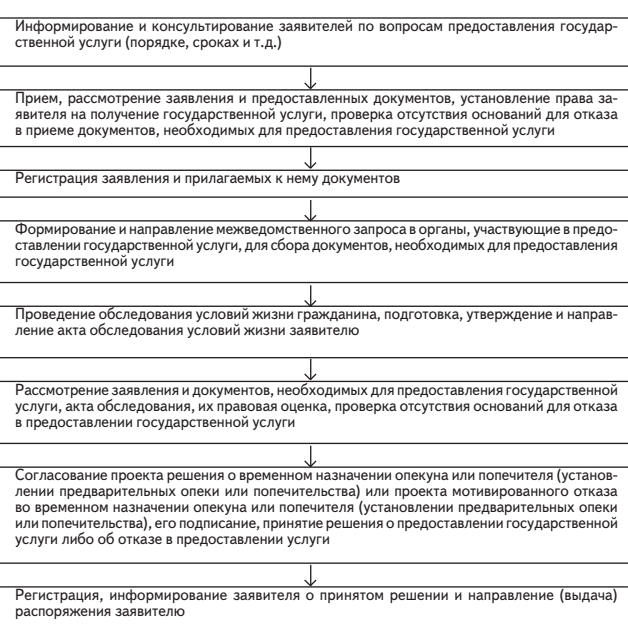 Информирование и консультирование заявителей по вопросам предоставления государ-
ственной услуги (порядке, сроках и т.д.)
Прием, рассмотрение заявления и предоставленных документов, установление права за-
явителя на получение государственной услуги, проверка отсутствия оснований для отказа
в приеме документов, необходимых для предоставления государственной услуги
Регистрация заявления и прилагаемых к нему документов
Формирование и направление межведомственного запроса в органы, участвующие в предо-
ставлении государственной услуги, для сбора документов, необходимых для предоставления
государственной услуги
Проведение обследования условий жизни гражданина, подготовка, утверждение и направ-
ление акта обследования условий жизни заявителю
Рассмотрение заявления и документов, необходимых для предоставления государственной
услуги, акта обследования, их правовая оценка, проверка отсутствия оснований для отказа
в предоставлении государственной услуги
Согласование проекта решения о временном назначении опекуна или попечителя (установ-
лении предварительных опеки или попечительства) или проекта мотивированного отказа
во временном назначении опекуна или попечителя (установлении предварительных опеки
или попечительства), его подписание, принятие решения о предоставлении государственной
услуги либо об отказе в предоставлении услуги
Регистрация, информирование заявителя о принятом решении и направление (выдача)
распоряжения заявителю